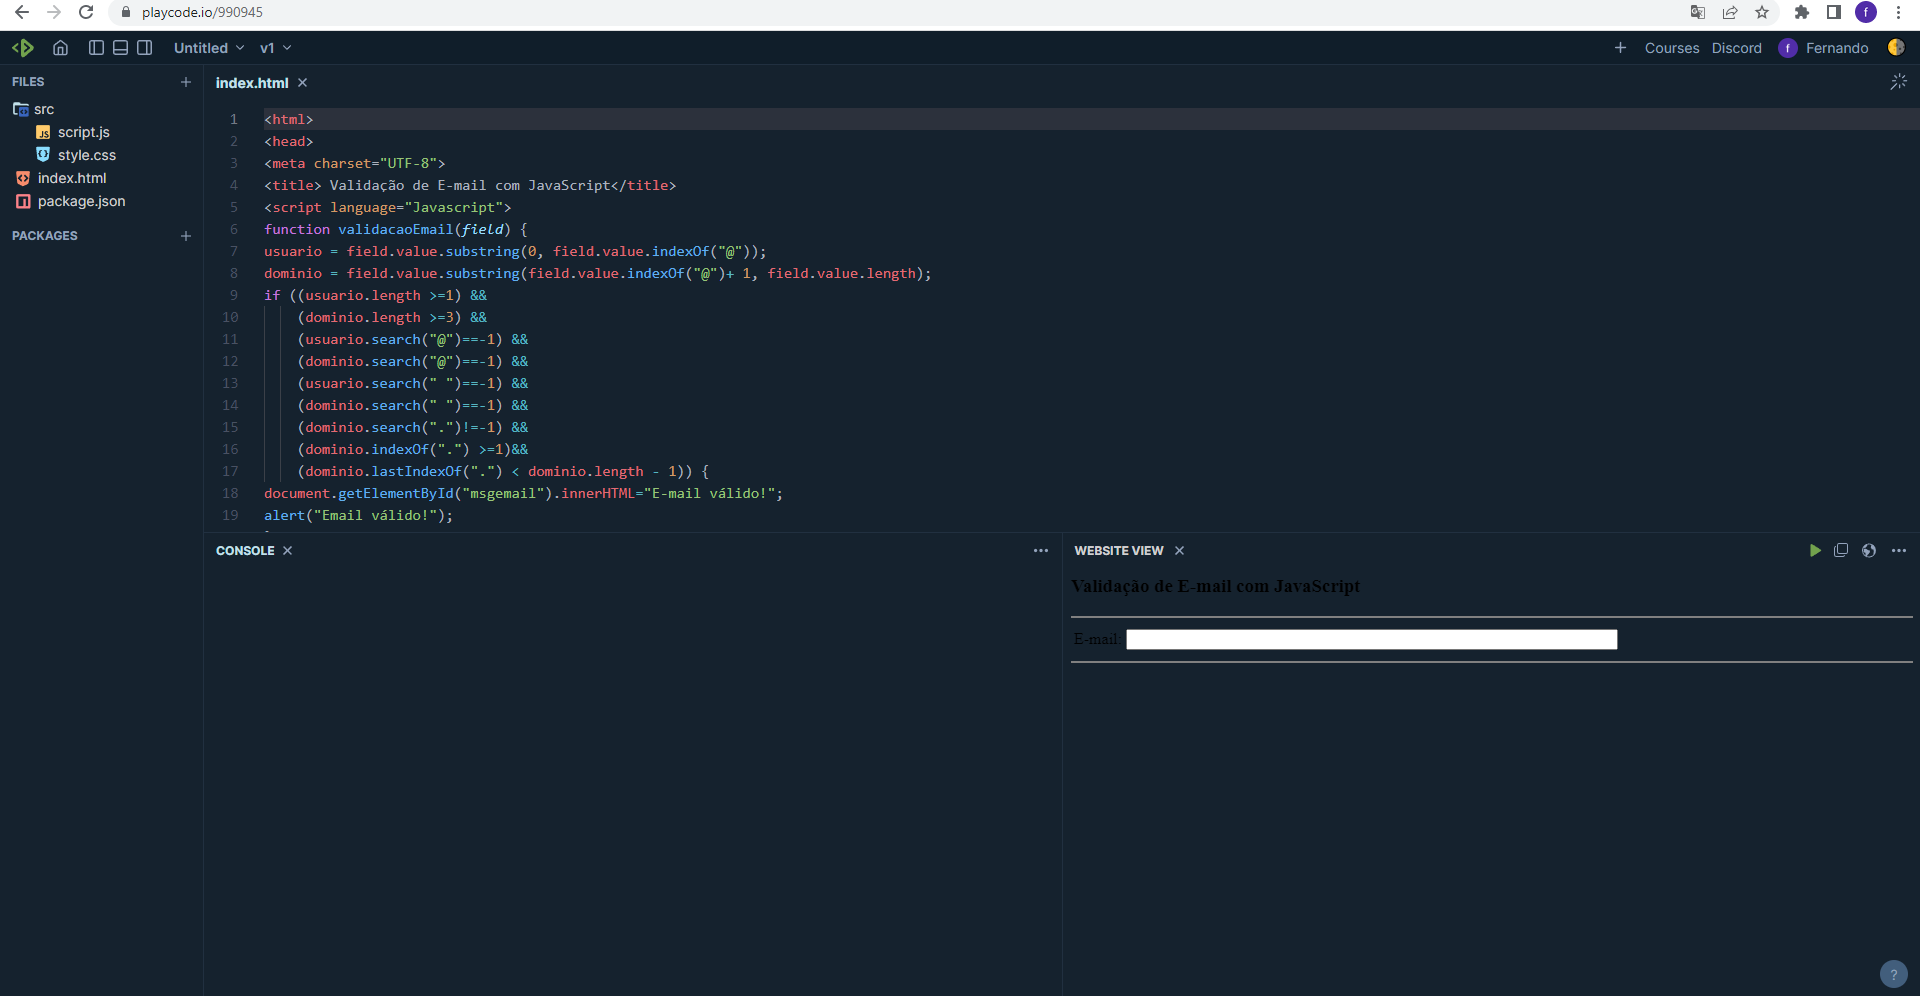 playcode.io/990945
f
Untitled v1
Courses Discord f Fernando
FILES
src
JS script.js
style.css
index.html
package.json
PACKAGES
index.html
1 <html>
2 <head>
3 <meta charset="UTF-8">
4 <title> Validação de E-mail com JavaScript</title>
5 <script language="Javascript">
6 function validacaoEmail(field) {
7 usuario = field.value.substring(0, field.value.indexOf("@"));
8 dominio = field.value.substring(field.value.indexOf("@")+ 1, field.value.length);
9 if ((usuario.length >=1) &&
10 (dominio.length >=3) &&
11 (usuario.search("@")==-1) &&
12 (dominio.search("@")==-1) &&
13 (usuario.search(" ")==-1) &&
14 (dominio.search(" ")==-1) &&
15 (dominio.search(".")!=-1) &&
16 (dominio.indexOf(".") >=1)&&
17 (dominio.lastIndexOf(".") < dominio.length - 1)) {
18 document.getElementById("msgemail").innerHTML="E-mail válido!";
19 alert("Email válido!");
CONSOLE
WEBSITE VIEW
Validação de E-mail com JavaScript
E-mail:
?